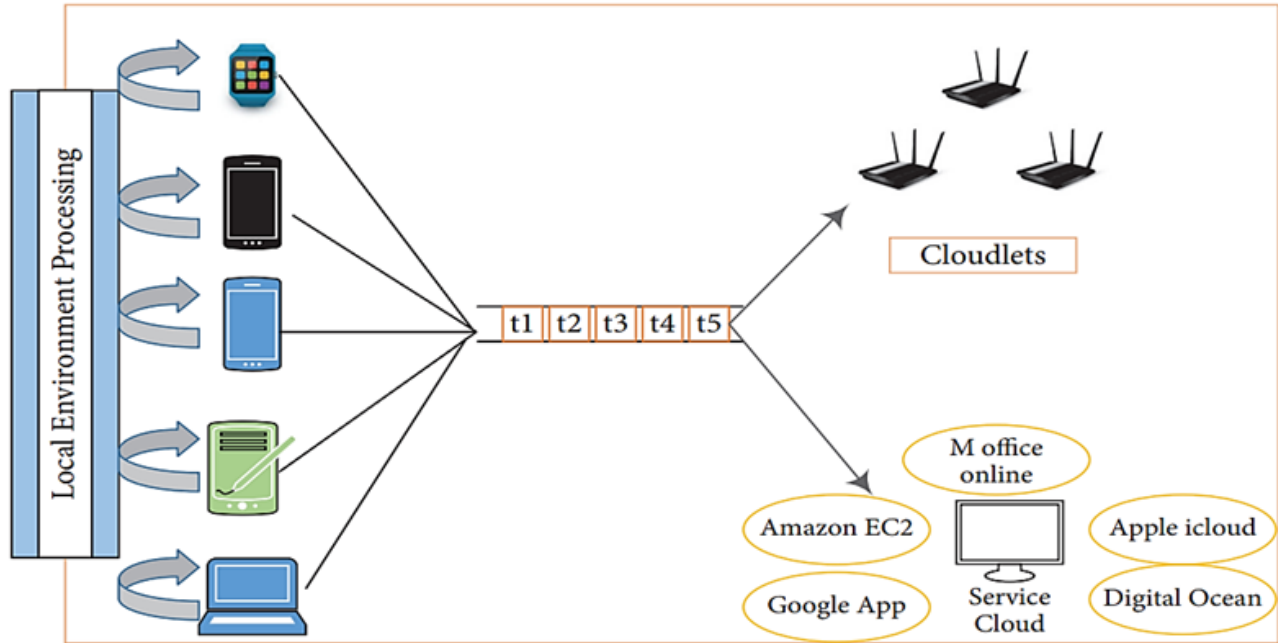 Local Environment Processing
t1 t2 t3 t4 t5
Cloudlets
M office
online
Amazon EC2
Apple icloud
Google App
Service
Cloud
Digital Ocean